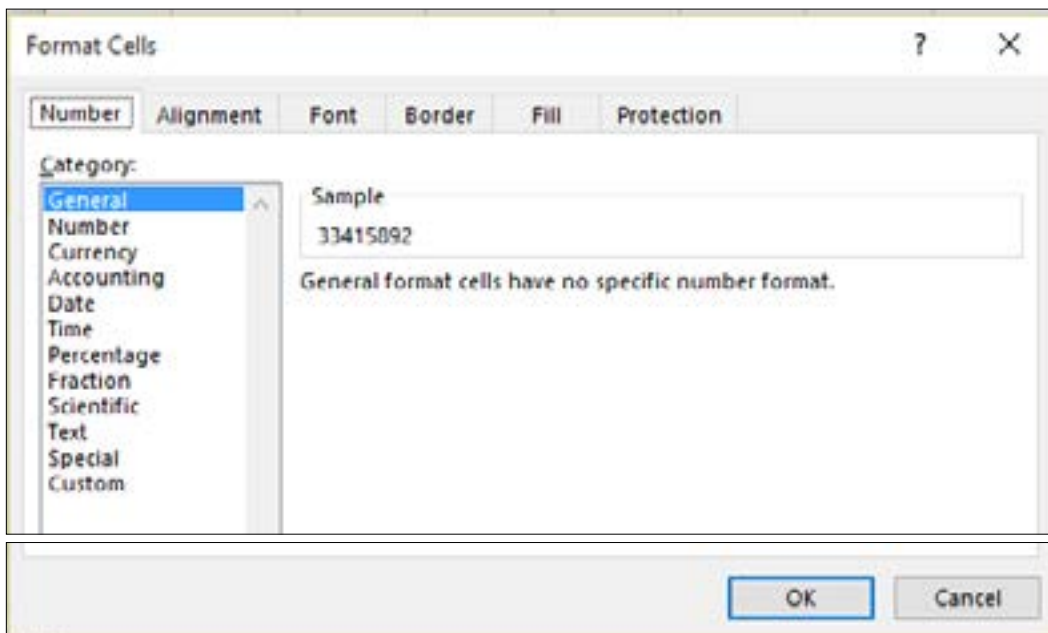 Format Cells ? ×
Number Alignment Font Border Fill Protection
Category:
General
Number
Currency
Accounting
Date
Time
Percentage
Fraction
Scientific
Text
Special
Custom
Sample
33415892
General format cells have no specific number format.
OK Cancel